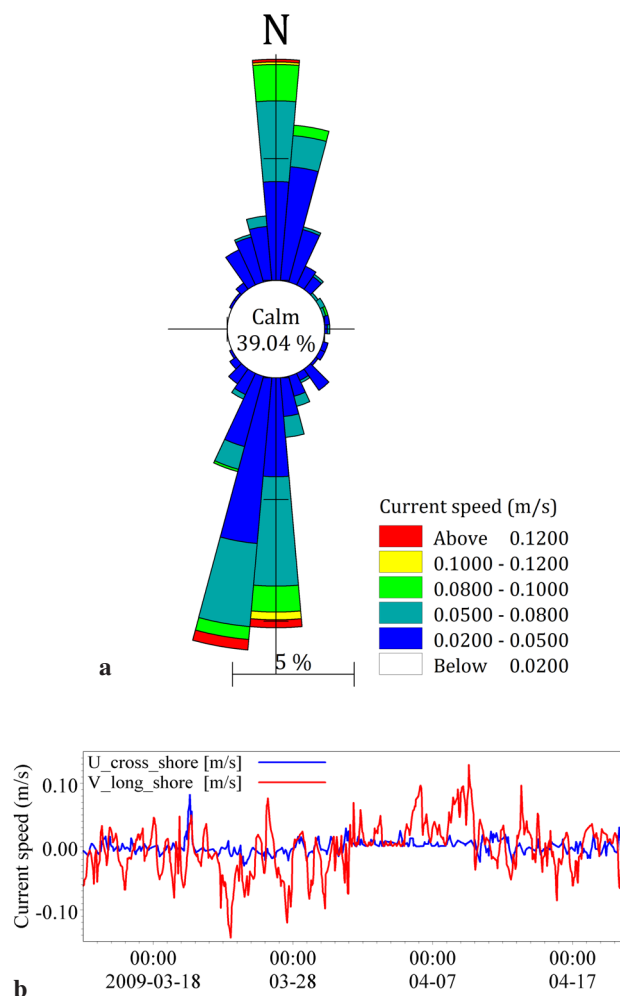 N
Calm
39.04 %
Current speed (m/s)
Above 0.1200
0.1000 - 0.1200
0.0800 - 0.1000
0.0500 - 0.0800
0.0200 - 0.0500
Below 0.0200
5 %
a
U_cross_shore [m/s]
V_long_shore [m/s]
Current speed (m/s)
0.10
0.00
-0.10
00:00 00:00 00:00 00:00
2009-03-18 03-28 04-07 04-17
b